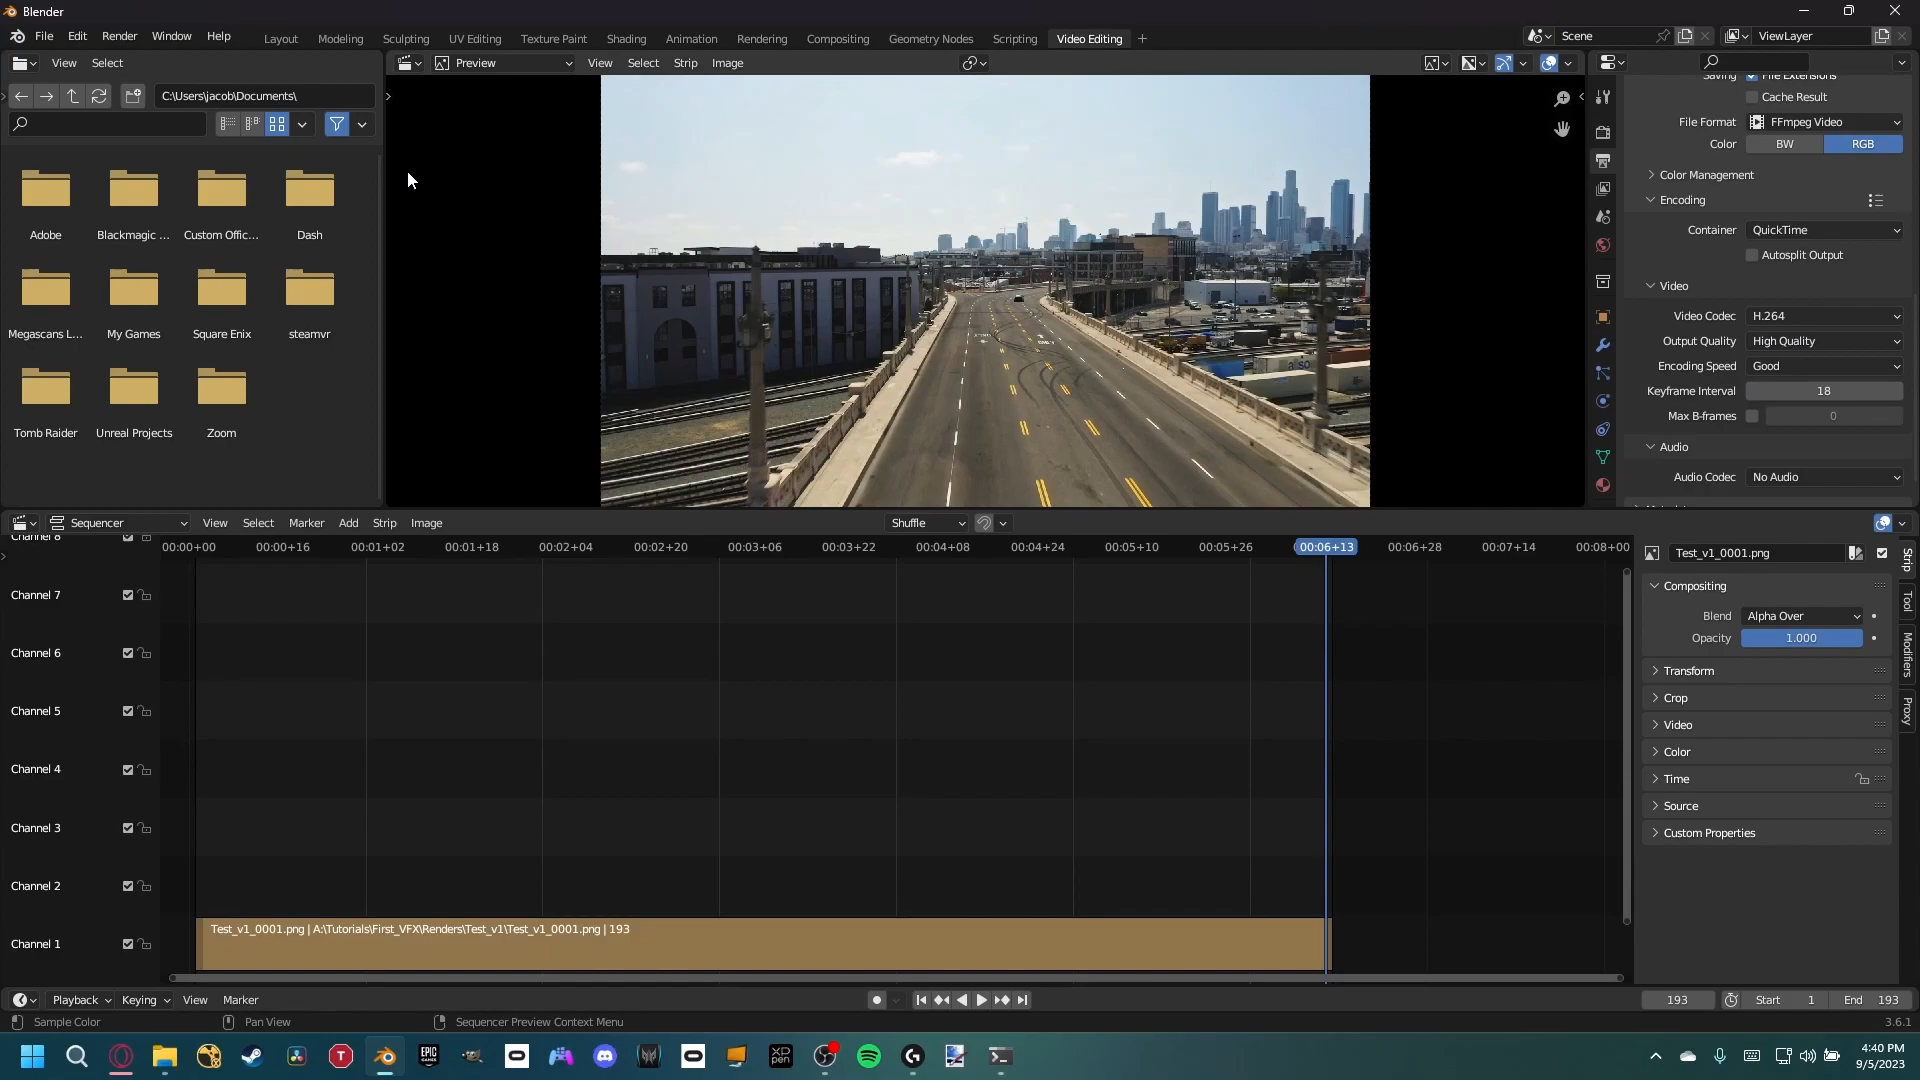 Blender
File Edit Render Window Help Layout Modeling Sculpting UV Editing Texture Paint Shading Animation Rendering Compositing Geometry Nodes Scripting Video Editing + Scene ViewLayer
View Select
Preview View Select Strip Image
C:\Users\jacob\Documents\
Adobe Blackmagic ... Custom Offic... Dash
Megascans L... My Games Square Enix steamvr
Tomb Raider Unreal Projects Zoom
Saving File Extensions
Cache Result
File Format FFmpeg Video
Color BW RGB
Color Management
Encoding
Container QuickTime
Autosplit Output
Video
Video Codec H.264
Output Quality High Quality
Encoding Speed Good
Keyframe Interval 18
Max B-frames 0
Audio
Audio Codec No Audio
Sequencer View Select Marker Add Strip Image Shuffle
00:00+00 00:00+16 00:01+02 00:01+18 00:02+04 00:02+20 00:03+06 00:03+22 00:04+08 00:04+24 00:05+10 00:05+26 00:06+13 00:06+28 00:07+14 00:08+00
Channel 8
Channel 7
Channel 6
Channel 5
Channel 4
Channel 3
Channel 2
Channel 1
Test_v1_0001.png | A:\Tutorials\First_VFX\Renders\Test_v1\Test_v1_0001.png | 193
Test_v1_0001.png
Compositing
Blend Alpha Over
Opacity 1.000
Transform
Crop
Video
Color
Time
Source
Custom Properties
Strip
Tool
Modifiers
Proxy
Playback Keying View Marker 193 Start 1 End 193
Sample Color Pan View Sequencer Preview Context Menu 3.6.1
EPIC GAMES
XP PEN
4:40 PM
9/5/2023